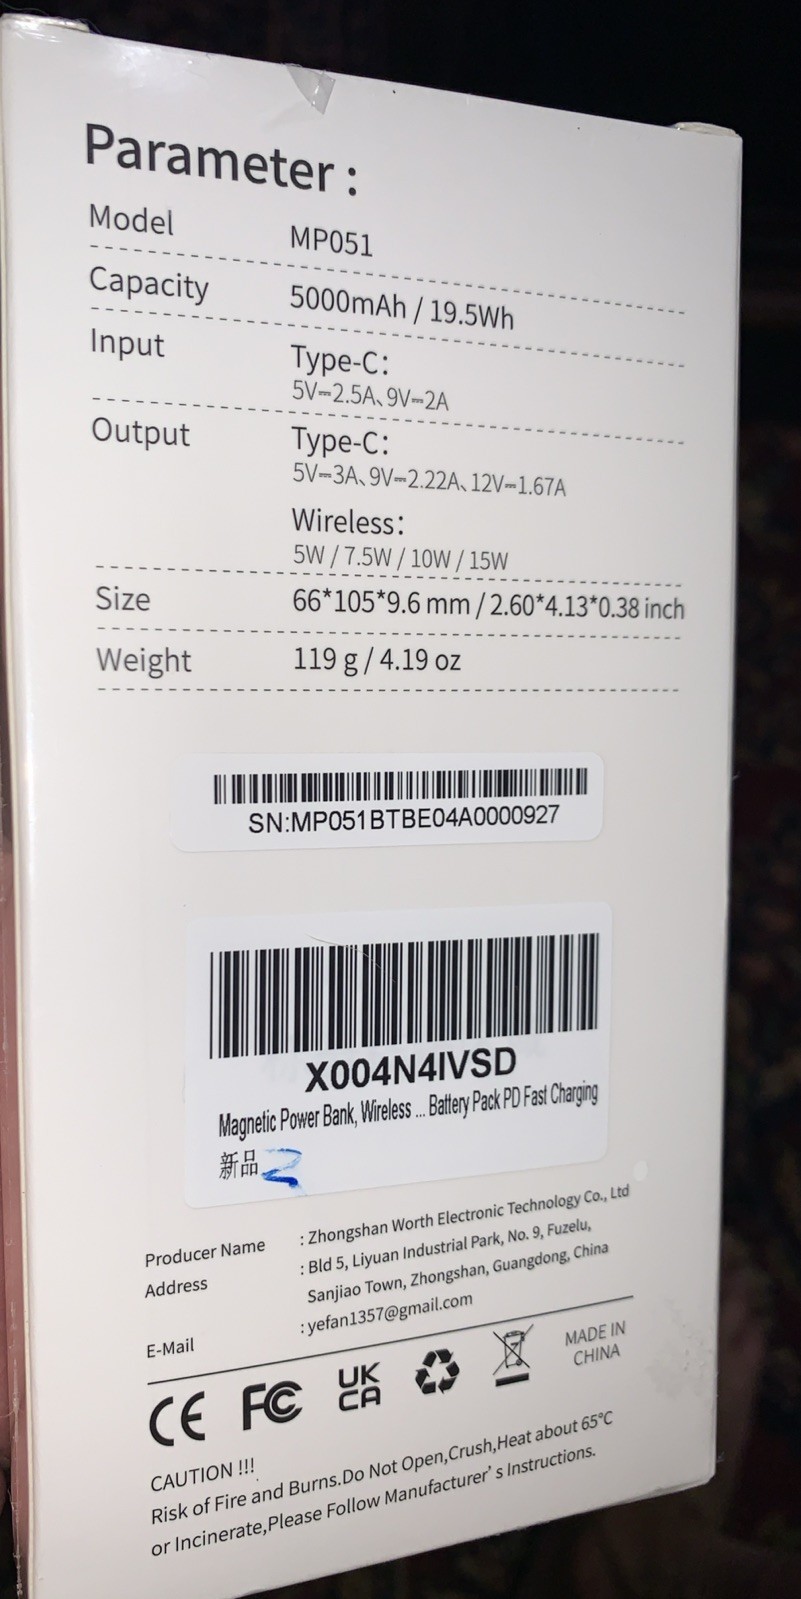 Parameter :
Model MP051
Capacity 5000mAh / 19.5Wh
Input Type-C:
5V⎓2.5A、9V⎓2A
Output Type-C:
5V⎓3A、9V⎓2.22A、12V⎓1.67A
Wireless:
5W / 7.5W / 10W / 15W
Size 66*105*9.6 mm / 2.60*4.13*0.38 inch
Weight 119 g / 4.19 oz
SN:MP051BTBE04A0000927
X004N4IVSD
Magnetic Power Bank, Wireless ... Battery Pack PD Fast Charging
新品 2
Producer Name : Zhongshan Worth Electronic Technology Co., Ltd
Address : Bld 5, Liyuan Industrial Park, No. 9, Fuzelu,
Sanjiao Town, Zhongshan, Guangdong, China
E-Mail : yefan1357@gmail.com
CE FC UK CA MADE IN
CHINA
CAUTION !!!
Risk of Fire and Burns.Do Not Open,Crush,Heat about 65°C
or Incinerate,Please Follow Manufacturer’s Instructions.